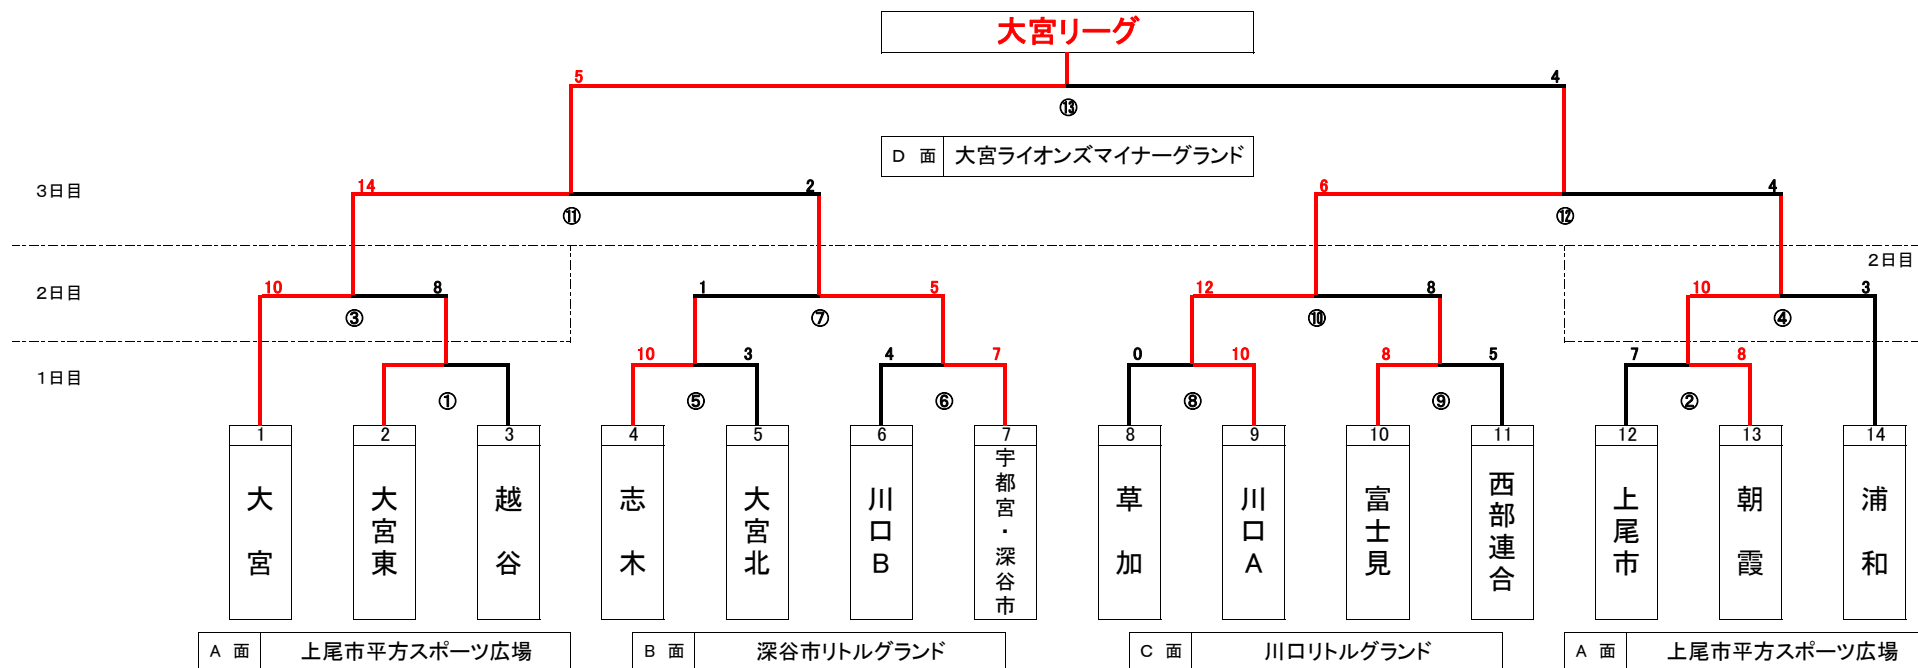 大宮リーグ
5 4
⑬
D 面 大宮ライオンズマイナーグランド
3日目
14 2 6 4
⑪ ⑫
2日目
2日目
10 8 1 5 12 8 10 3
③ ⑦ ⑩ ④
10 3 4 7 0 10 8 5 7 8
1日目
① ⑤ ⑥ ⑧ ⑨ ②
1 2 3 4 5 6 7 8 9 10 11 12 13 14
大宮
大宮東
越谷
志木
大宮北
川口B
宇都宮・深谷市
草加
川口A
富士見
西部連合
上尾市
朝霞
浦和
A 面 上尾市平方スポーツ広場
B 面 深谷市リトルグランド
C 面 川口リトルグランド
A 面 上尾市平方スポーツ広場